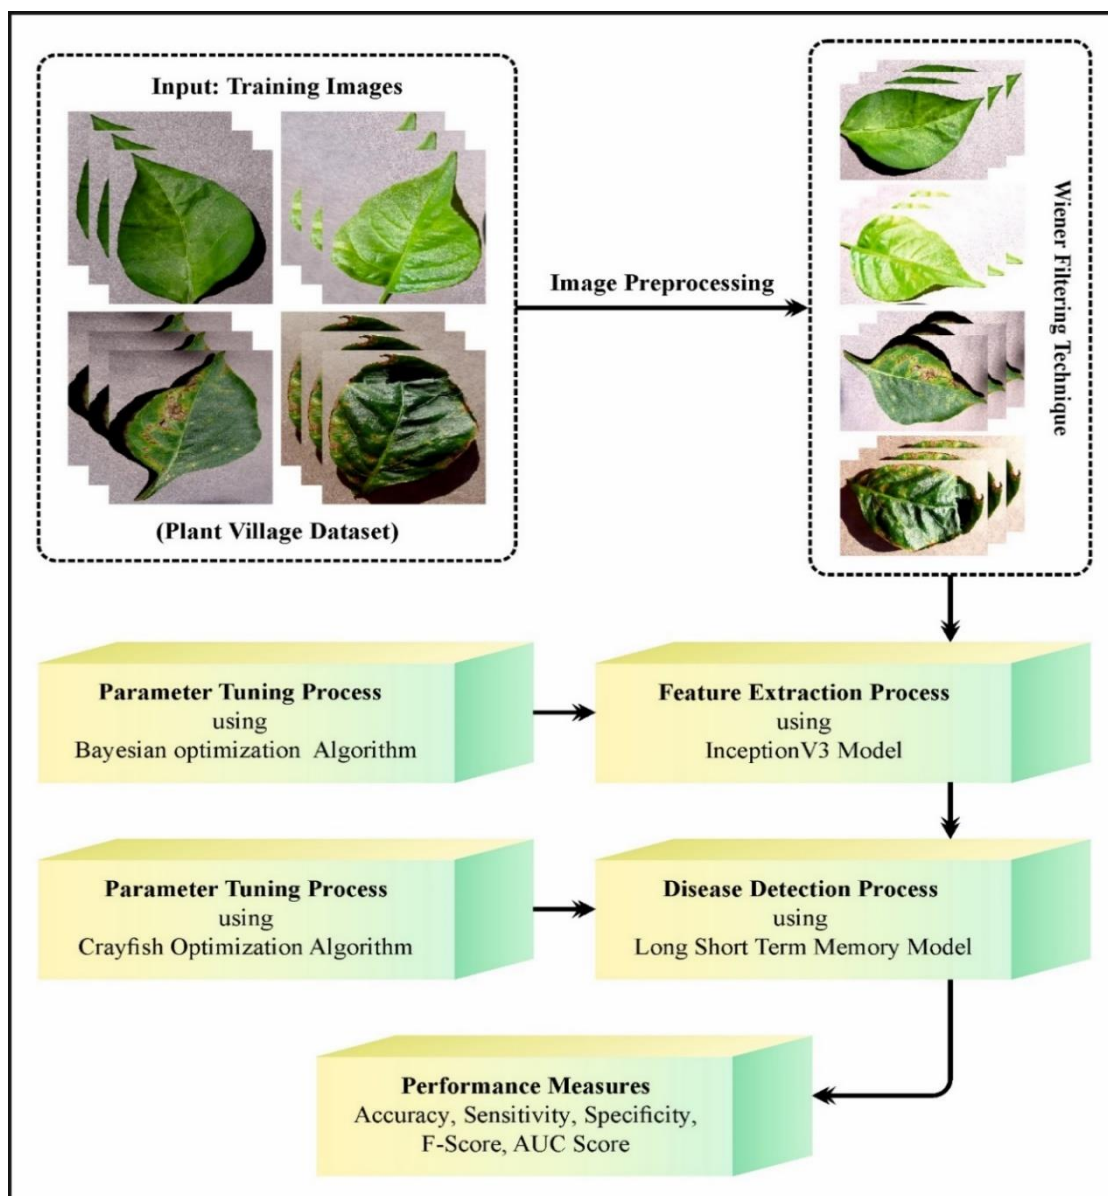 Input: Training Images
(Plant Village Dataset)
Image Preprocessing
Wiener Filtering Technique
Parameter Tuning Process
using
Bayesian optimization Algorithm
Feature Extraction Process
using
InceptionV3 Model
Parameter Tuning Process
using
Crayfish Optimization Algorithm
Disease Detection Process
using
Long Short Term Memory Model
Performance Measures
Accuracy, Sensitivity, Specificity,
F-Score, AUC Score